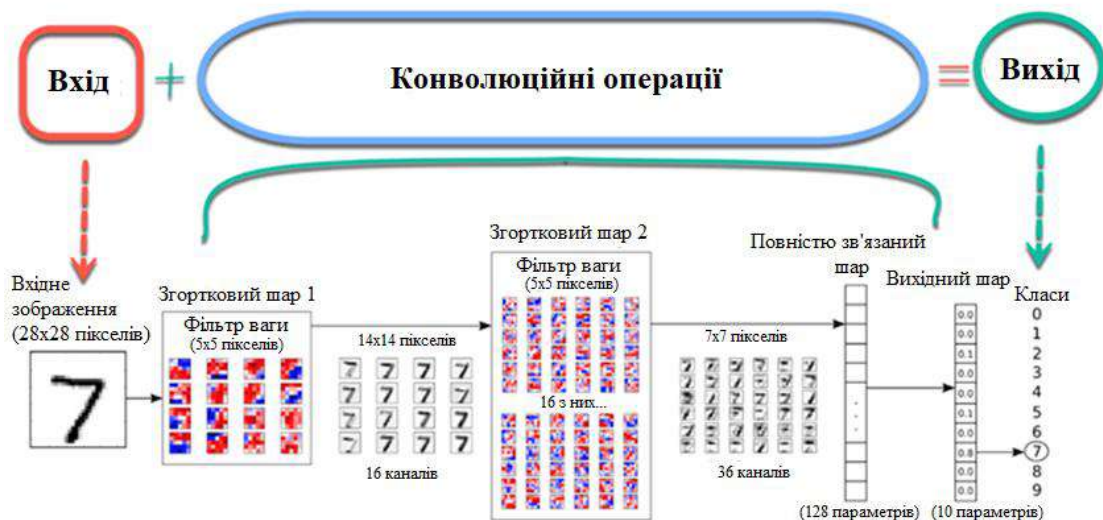 Вхід
+
Конволюційні операції
=
Вихід
Вхідне
зображення
(28x28 пікселів)
7
Згортковий шар 1
Фільтр ваги
(5x5 пікселів)
14x14 пікселів
16 каналів
Згортковий шар 2
Фільтр ваги
(5x5 пікселів)
16 з них...
7x7 пікселів
36 каналів
Повністю зв'язаний
шар
(128 параметрів)
Вихідний шар
0.0
0.0
0.1
0.0
0.0
0.1
0.0
0.8
0.0
0.0
(10 параметрів)
Класи
0
1
2
3
4
5
6
7
8
9